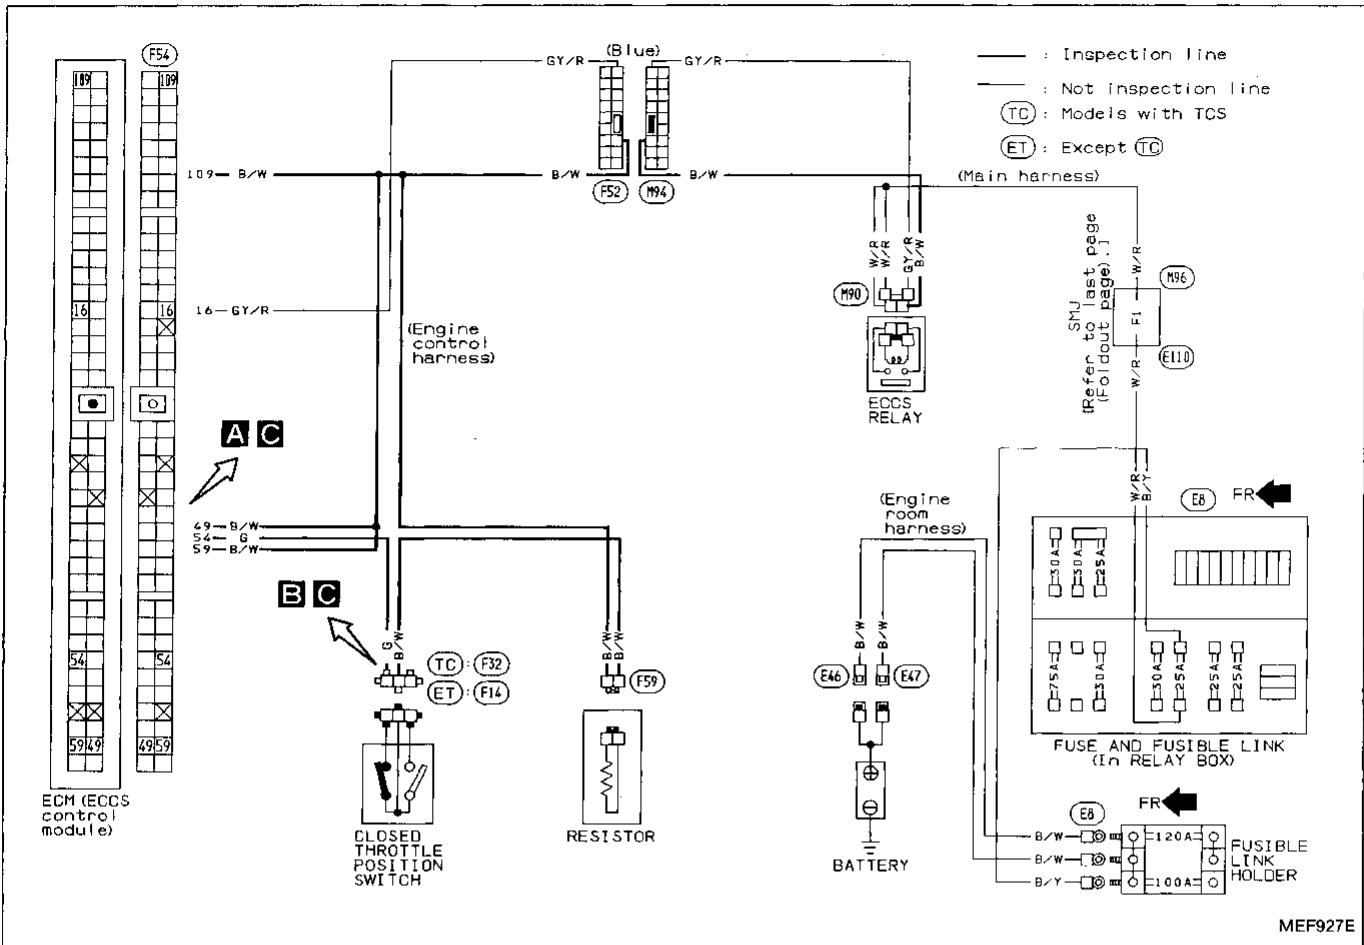 F54
(Blue)
GY/R
GY/R
: Inspection line
: Not inspection line
TC : Models with TCS
ET : Except TC
109
109
109 B/W
B/W
B/W
F52
M94
(Main harness)
W/R
W/R
GY/R
B/W
W/R
M90
M96
SMJ
[Refer to last page
(Foldout page).]
F1
E110
W/R
16
16
16 GY/R
(Engine
control
harness)
ECCS
RELAY
A C
W/R
B/Y
E8
FR
(Engine
room
harness)
49 B/W
54 G
59 B/W
30A
30A
25A
B C
G
B/W
B/W
B/W
B/W
B/W
TC : F32
ET : F14
F59
E46
E47
54
54
75A
30A
30A
25A
25A
25A
59 49
49 59
FUSE AND FUSIBLE LINK
(In RELAY BOX)
ECM (ECCS
control
module)
CLOSED
THROTTLE
POSITION
SWITCH
RESISTOR
BATTERY
E8
FR
B/W
120A
B/W
B/Y
100A
FUSIBLE
LINK
HOLDER
MEF927E